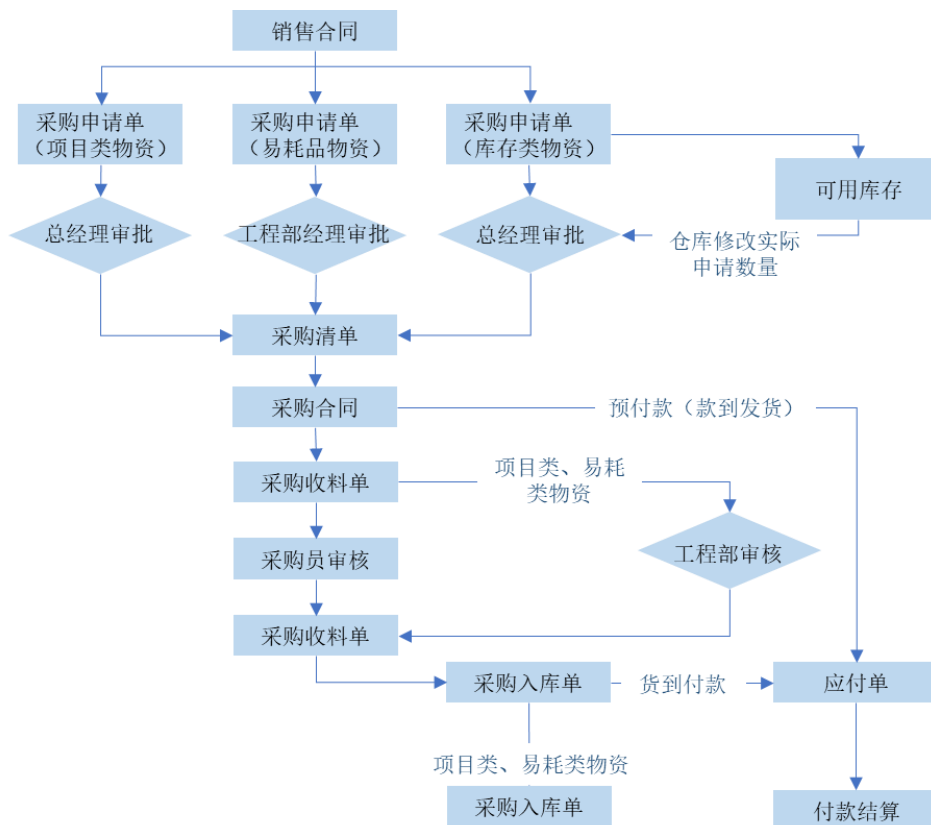 销售合同
采购申请单
（项目类物资）
采购申请单
（易耗品物资）
采购申请单
（库存类物资）
可用库存
总经理审批
工程部经理审批
总经理审批
仓库修改实际
申请数量
采购清单
采购合同
预付款（款到发货）
采购收料单
项目类、易耗
类物资
采购员审核
工程部审核
采购收料单
采购入库单
货到付款
应付单
项目类、易耗类物资
采购入库单
付款结算